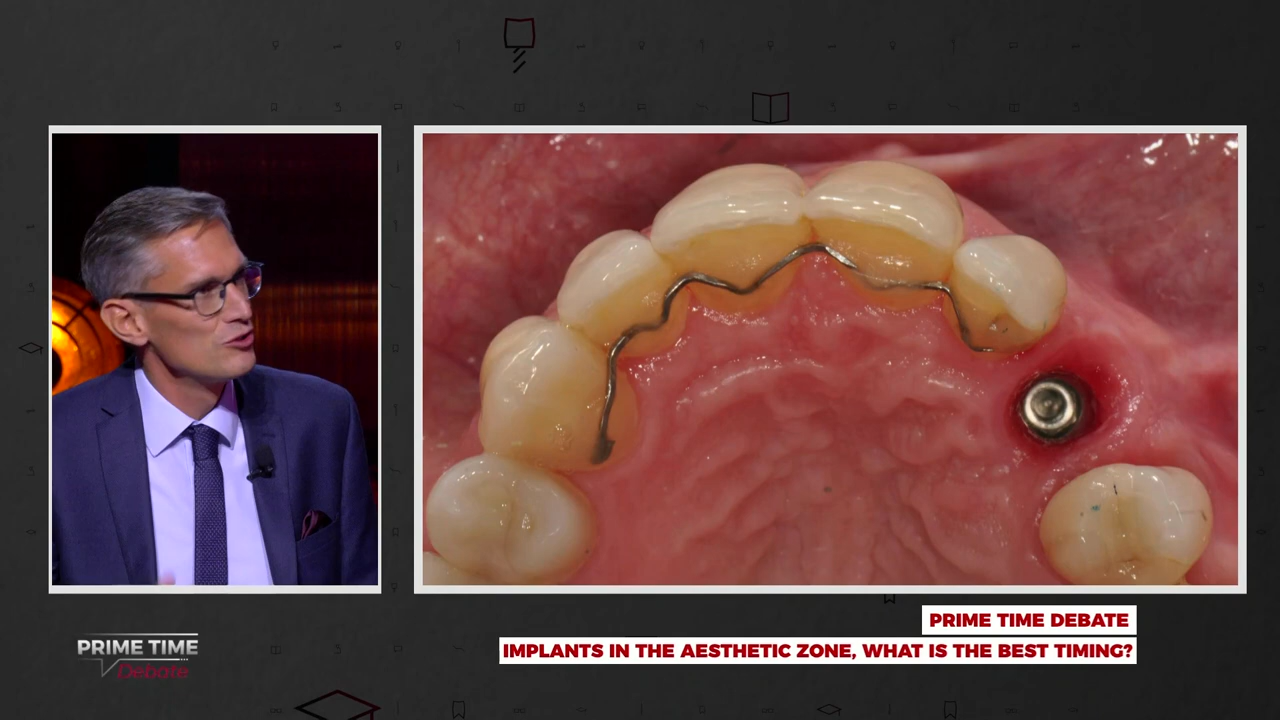 PRIME TIME DEBATE
IMPLANTS IN THE AESTHETIC ZONE, WHAT IS THE BEST TIMING?
PRIME TIME
Debate